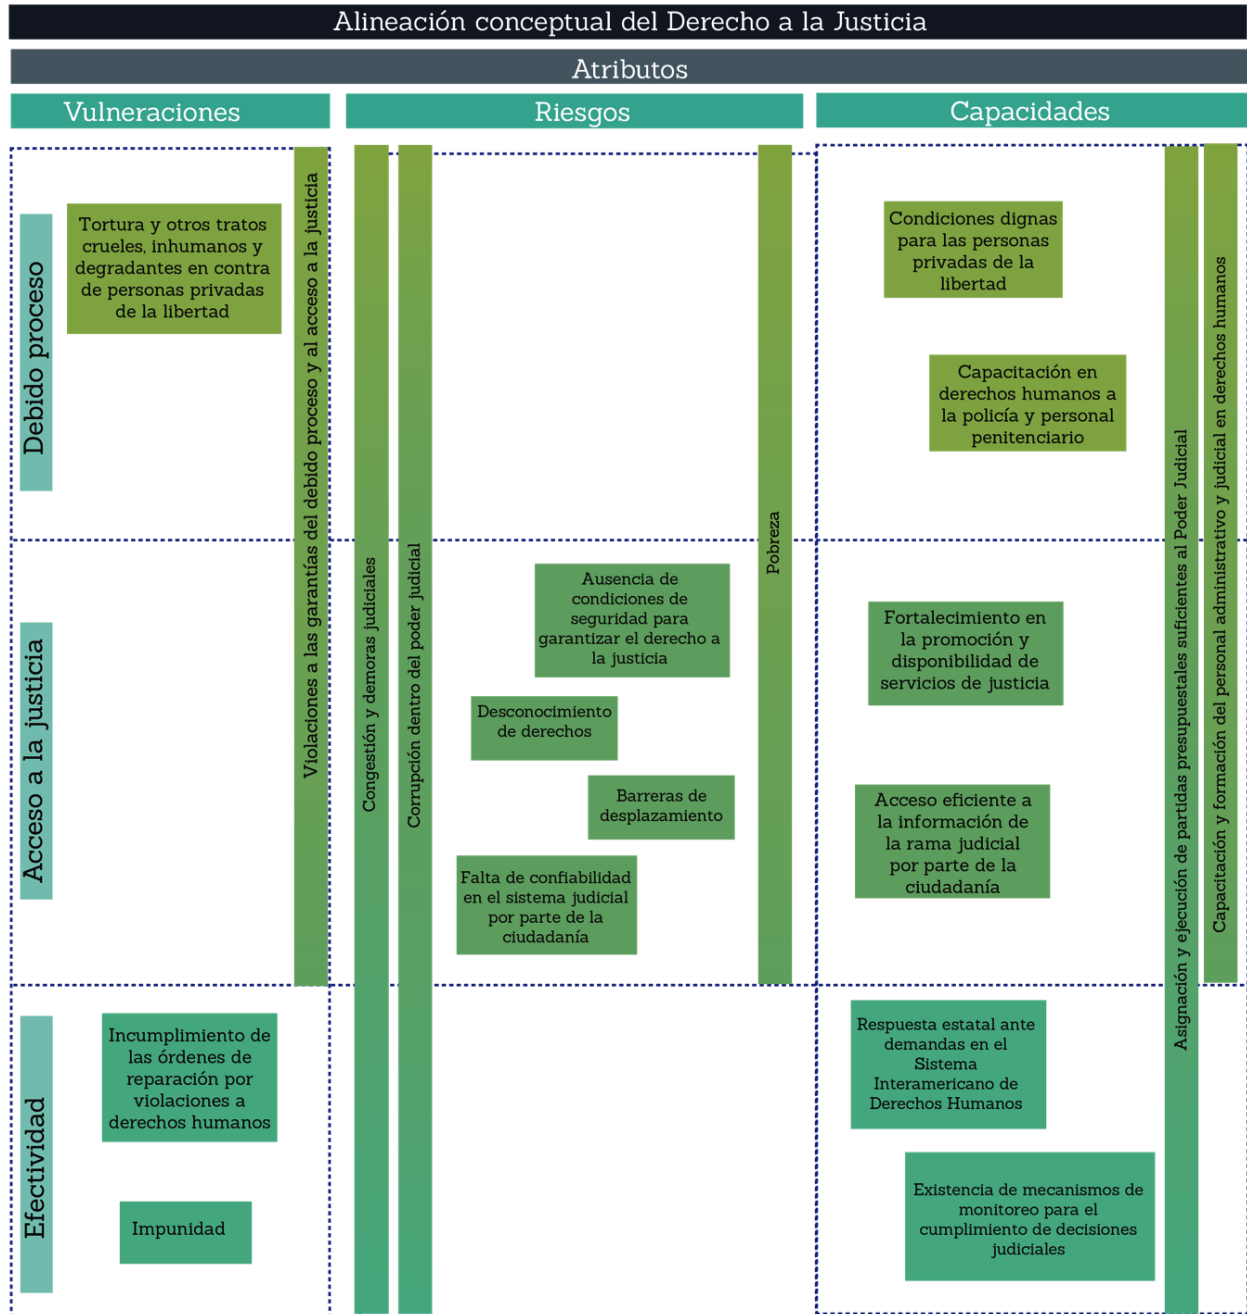 Alineación conceptual del Derecho a la Justicia
Atributos
Vulneraciones
Riesgos
Capacidades
Debido proceso
Tortura y otros tratos
crueles, inhumanos y
degradantes en contra
de personas privadas
de la libertad
Violaciones a las garantías del debido proceso y al acceso a la justicia
Congestión y demoras judiciales
Corrupción dentro del poder judicial
Pobreza
Condiciones dignas
para las personas
privadas de la
libertad
Capacitación en
derechos humanos a
la policía y personal
penitenciario
Asignación y ejecución de partidas presupuestales suficientes al Poder Judicial
Capacitación y formación del personal administrativo y judicial en derechos humanos
Acceso a la justicia
Ausencia de
condiciones de
seguridad para
garantizar el derecho a
la justicia
Desconocimiento
de derechos
Barreras de
desplazamiento
Falta de confiabilidad
en el sistema judicial
por parte de la
ciudadanía
Fortalecimiento en
la promoción y
disponibilidad de
servicios de justicia
Acceso eficiente a
la información de
la rama judicial
por parte de la
ciudadanía
Efectividad
Incumplimiento de
las órdenes de
reparación por
violaciones a
derechos humanos
Impunidad
Respuesta estatal ante
demandas en el
Sistema
Interamericano de
Derechos Humanos
Existencia de mecanismos de
monitoreo para el
cumplimiento de decisiones
judiciales